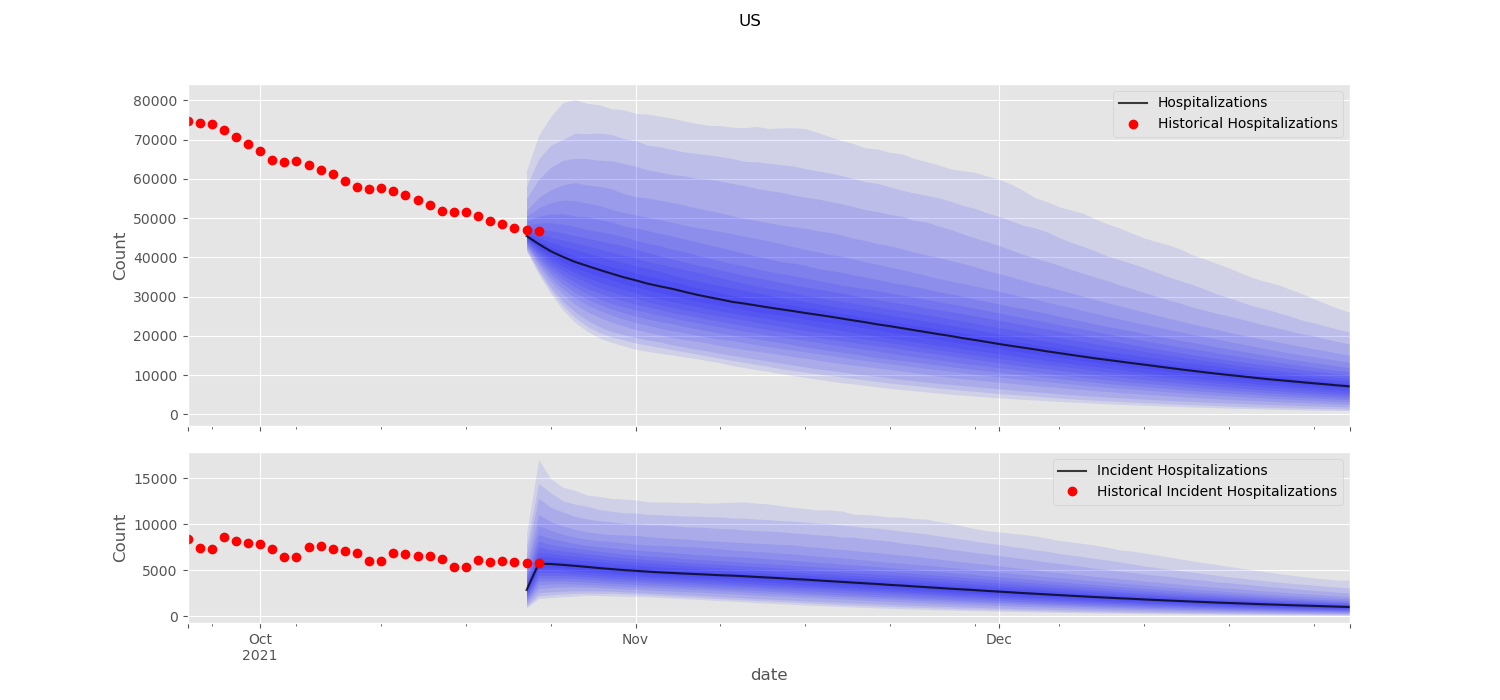 US
80000
70000
60000
50000
40000
30000
20000
10000
0
Count
Hospitalizations
Historical Hospitalizations
15000
10000
5000
0
Count
Incident Hospitalizations
Historical Incident Hospitalizations
Oct
2021
Nov
Dec
date